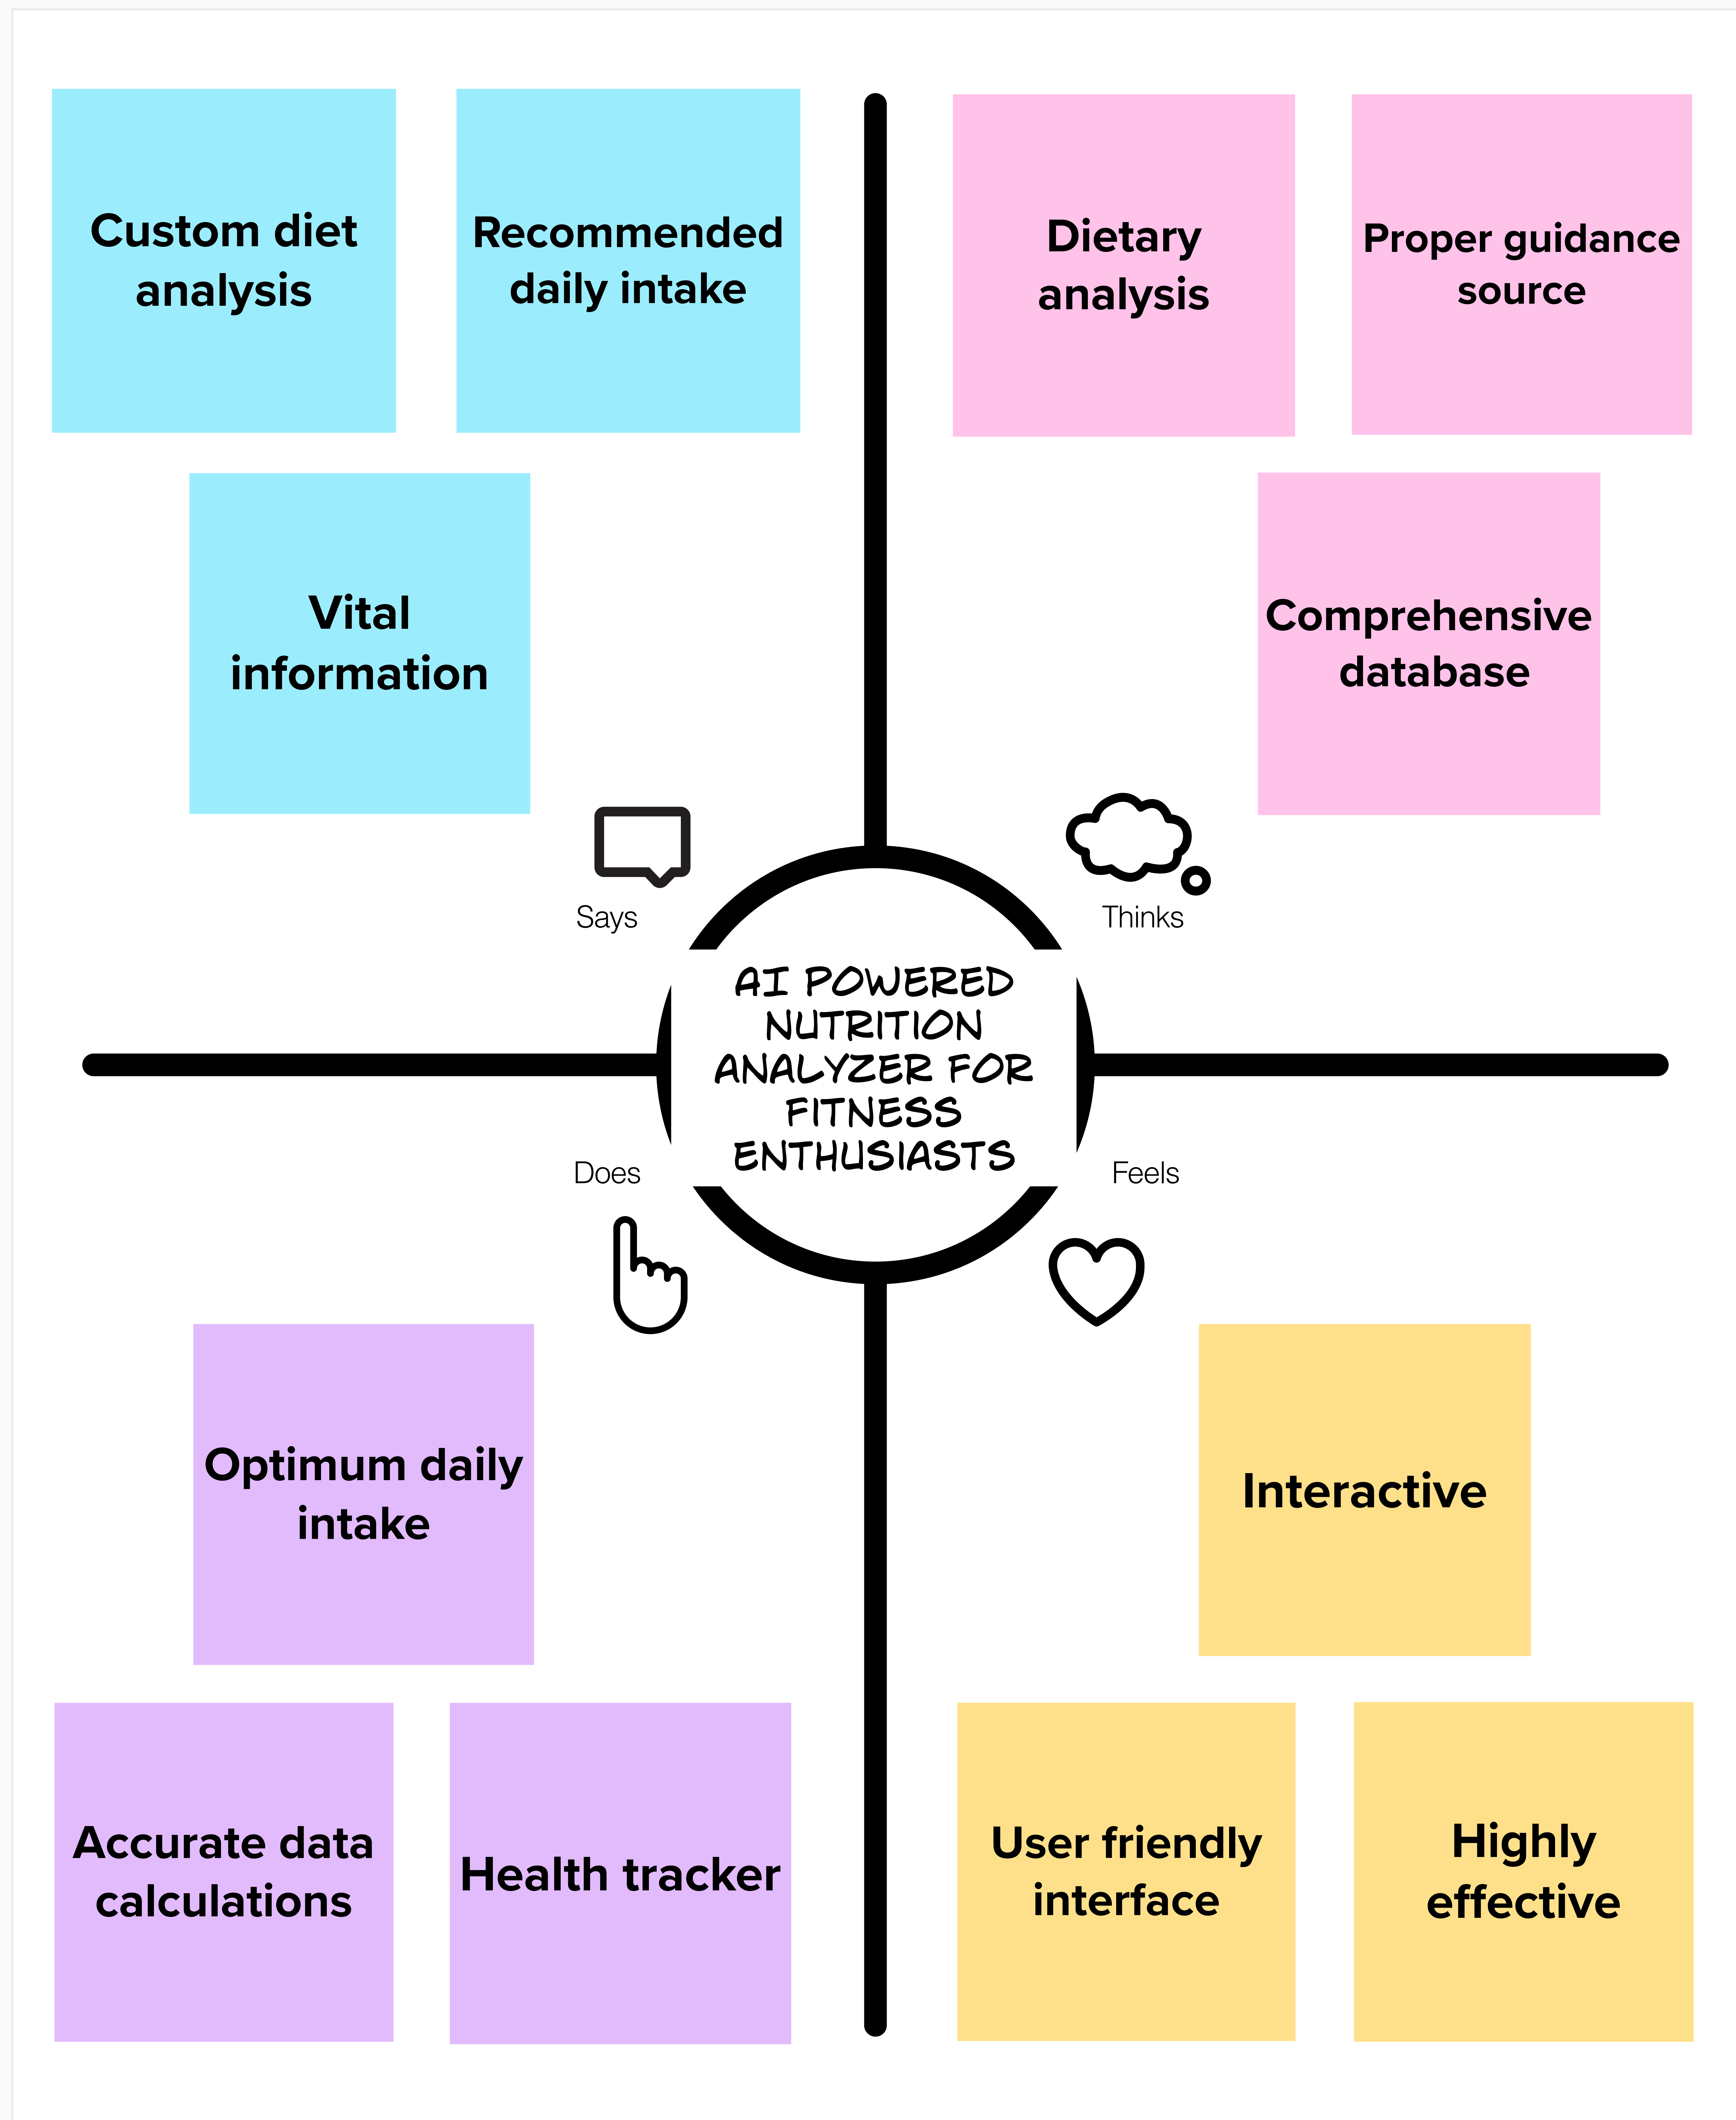 Custom diet
analysis
Recommended
daily intake
Vital
information
Says
Dietary
analysis
Proper guidance
source
Comprehensive
database
Thinks
AI POWERED
NUTRITION
ANALYZER FOR
FITNESS
ENTHUSIASTS
Does
Optimum daily
intake
Accurate data
calculations
Health tracker
Feels
Interactive
User friendly
interface
Highly
effective